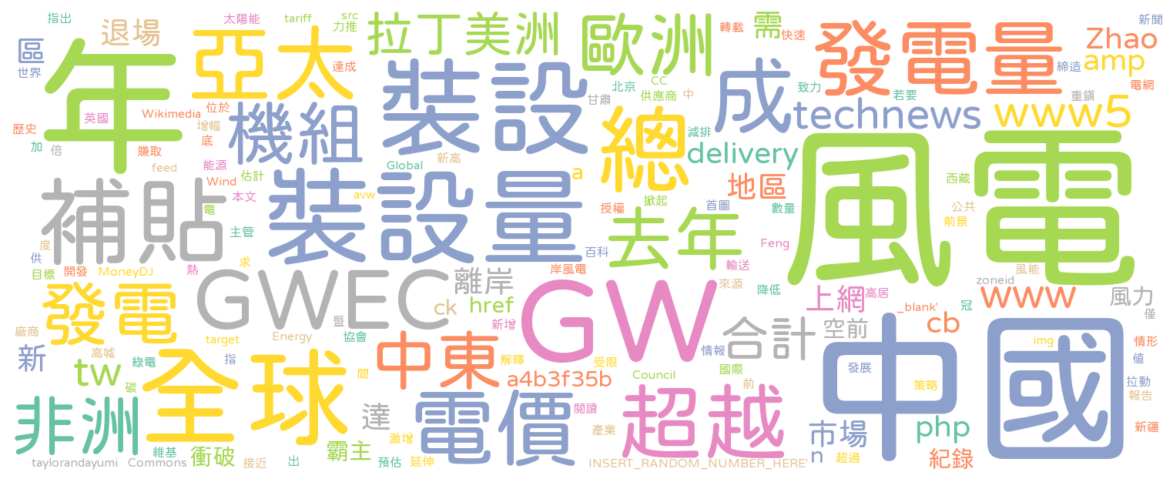 指出
太陽能
tariff
src
力推
退場
區
世界
年
英國
Wikimedia
亞太
達成
拉丁美洲
歐洲
轉載
需
快速
新聞
Zhao
締造
amp
電網
發電量
北京
CC
供應商
中
甘肅
裝設
成
致力
若要
重鎮
technews
www5
歷史
加
倍
賺取
feed
位於
增幅
底
能源
Wind
估計
機組
Global
新高
總
減排
delivery
a
地區
西藏
公共
前景
風電
補貼
電
本文
主管
avw
裝設量
授權
掀起
首圖
數量
去年
百科
Feng
度
供
目標
開發
MoneyDJ
熱
求
GWEC
離岸
岸風電
輸送
來源
降低
上網
高居
zoneid
風能
www
風力
僅
發電
廠商
高喊
target
綠電
碳
暨
協會
Energy
指
ck
href
新增
GW
情報
合計
空前
_blank'
冠
cb
img
情形
值
新
tw
全球
閱
中東
解釋
受限
a4b3f35b
Council
國際
前
發展
策略
中國
拉動
報告
非洲
達
電價
閱讀
產業
超越
市場
n
超過
php
紀錄
新疆
taylorandayumi
Commons
維基
衝破
接近
出
霸主
預估
激增
延伸
INSERT_RANDOM_NUMBER_HERE'